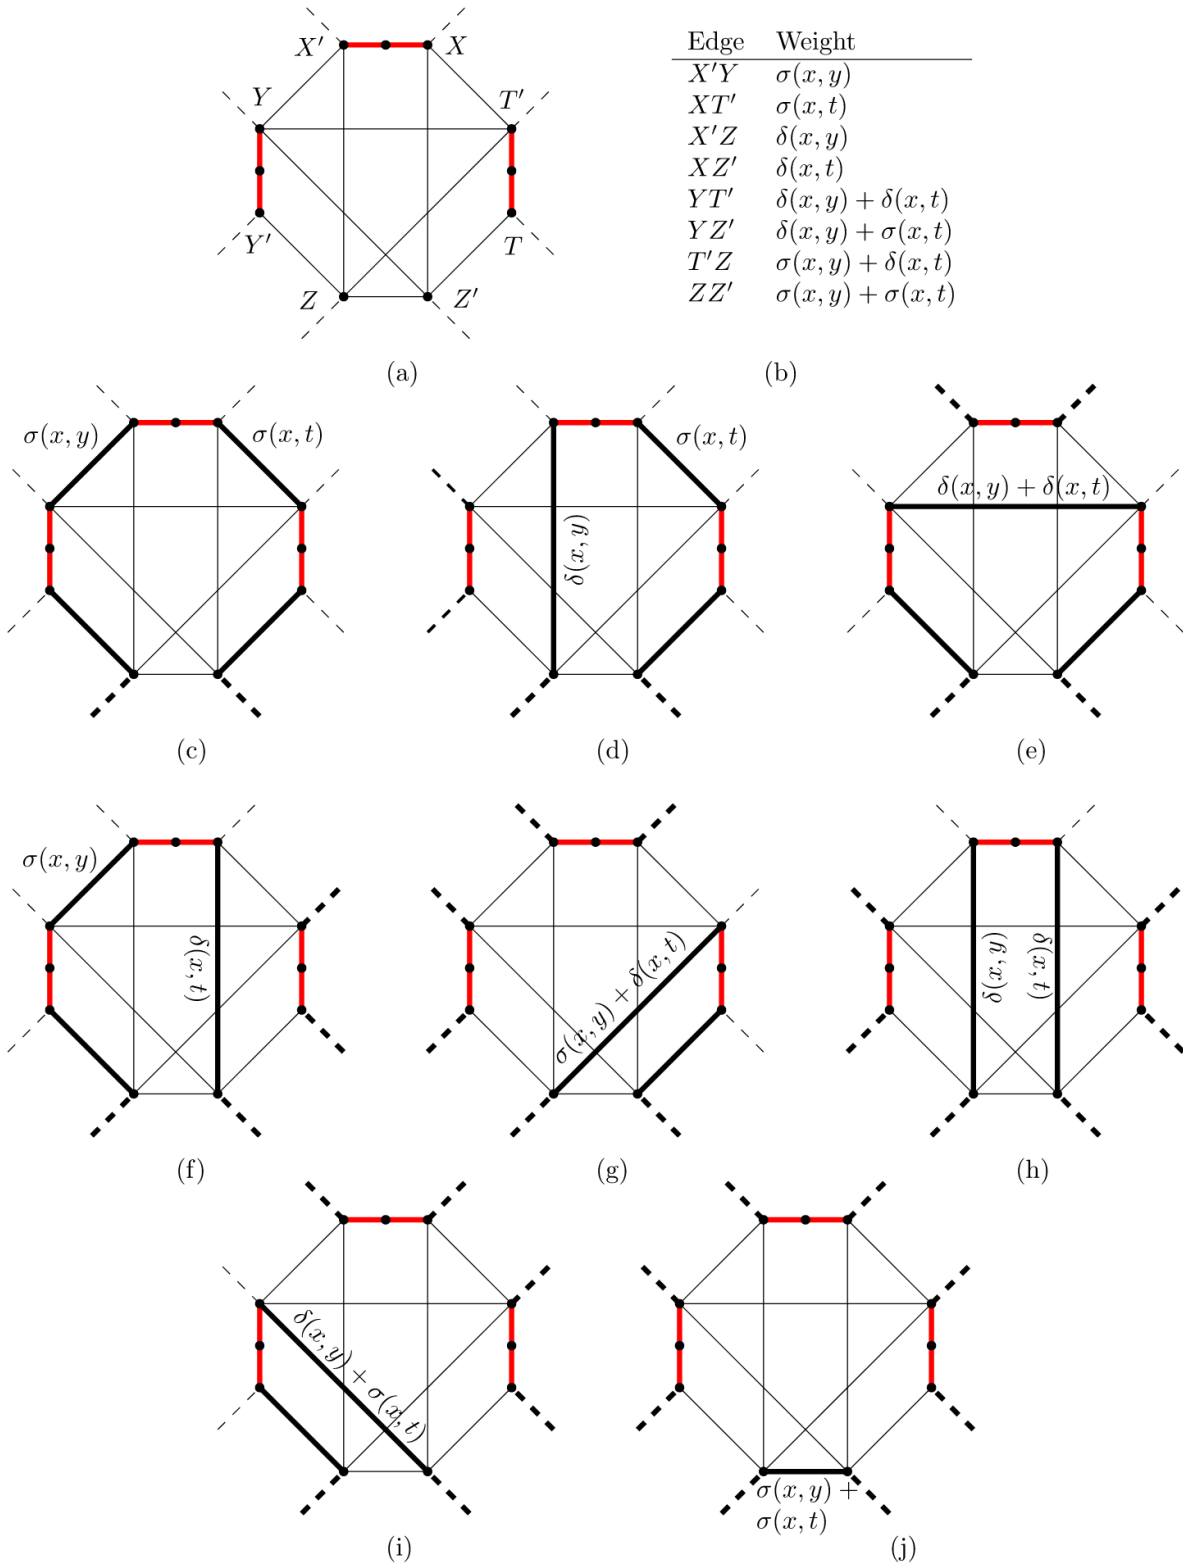 X′ X
Y T′
Y′ T
Z Z′
(a)
Edge Weight
X′Y σ(x, y)
XT′ σ(x, t)
X′Z δ(x, y)
XZ′ δ(x, t)
YT′ δ(x, y) + δ(x, t)
YZ′ δ(x, y) + σ(x, t)
T′Z σ(x, y) + δ(x, t)
ZZ′ σ(x, y) + σ(x, t)
(b)
σ(x, y) σ(x, t)
(c)
σ(x, t)
δ(x, y)
(d)
δ(x, y) + δ(x, t)
(e)
σ(x, y)
δ(x, t)
(f)
σ(x, y) + δ(x, t)
(g)
δ(x, y) δ(x, t)
(h)
δ(x, y) + σ(x, t)
(i)
σ(x, y) +
σ(x, t)
(j)